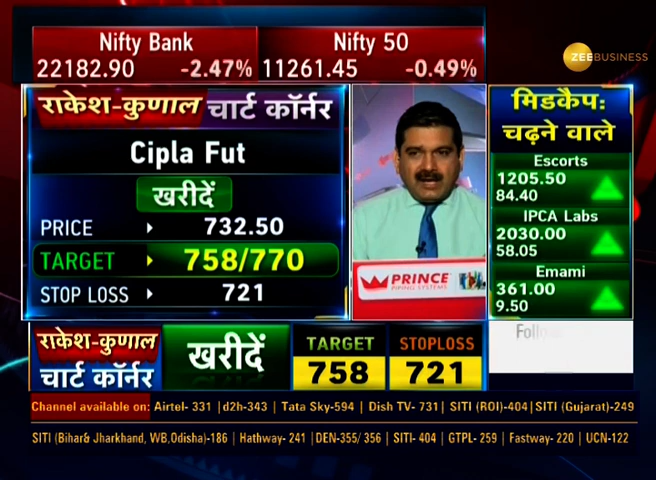 Nifty Bank
22182.90 -2.47%
Nifty 50
11261.45 -0.49%
ZEE BUSINESS
राकेश-कुणाल चार्ट कॉर्नर
Cipla Fut
खरीदें
PRICE 732.50
TARGET 758/770
STOP LOSS 721
PRINCE
PIPING SYSTEMS
मिडकैप:
चढ़ने वाले
Escorts
1205.50
84.40
IPCA Labs
2030.00
58.05
Emami
361.00
9.50
राकेश-कुणाल
चार्ट कॉर्नर
खरीदें
TARGET
758
STOPLOSS
721
Channel available on: Airtel- 331 | d2h-343 | Tata Sky-594 | Dish TV- 731 | SITI (ROI)-404 | SITI (Gujarat)-249
SITI (Bihar& Jharkhand, WB,Odisha)-186 | Hathway- 241 | DEN-355/ 356 | SITI- 404 | GTPL- 259 | Fastway- 220 | UCN-122